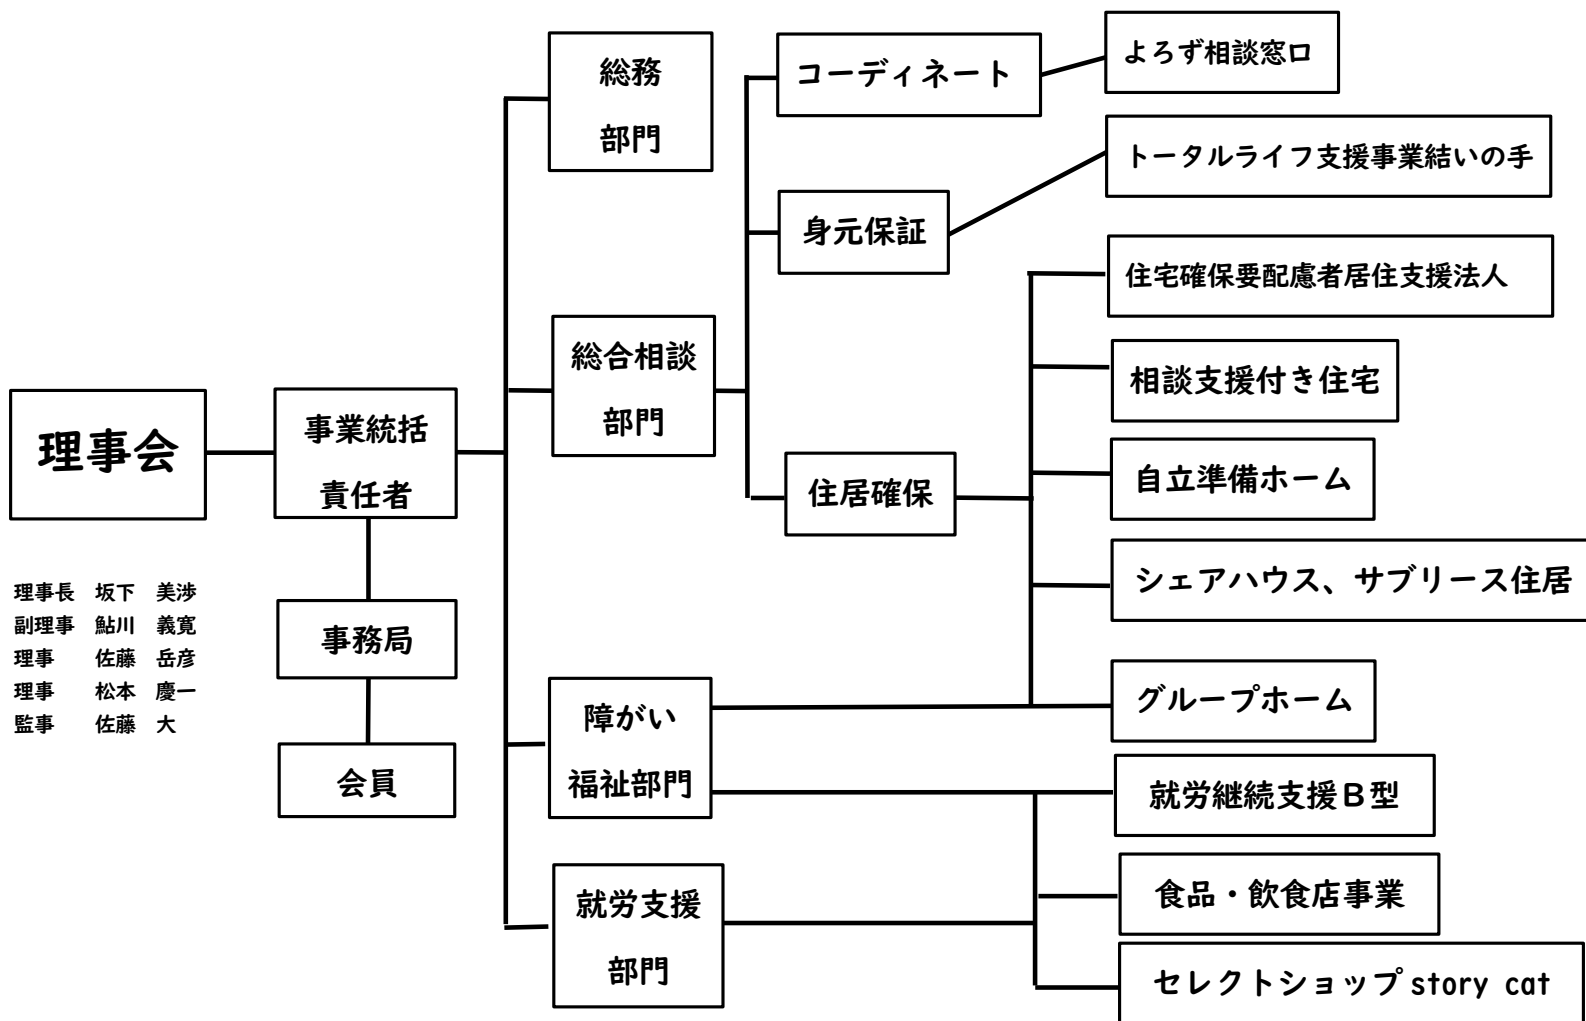 理事会
理事長 坂下 美渉
副理事 鮎川 義寛
理事 佐藤 岳彦
理事 松本 慶一
監事 佐藤 大
事業統括
責任者
事務局
会員
総務
部門
総合相談
部門
障がい
福祉部門
就労支援
部門
コーディネート
身元保証
住居確保
よろず相談窓口
トータルライフ支援事業結いの手
住宅確保要配慮者居住支援法人
相談支援付き住宅
自立準備ホーム
シェアハウス、サブリース住居
グループホーム
就労継続支援B型
食品・飲食店事業
セレクトショップ story cat